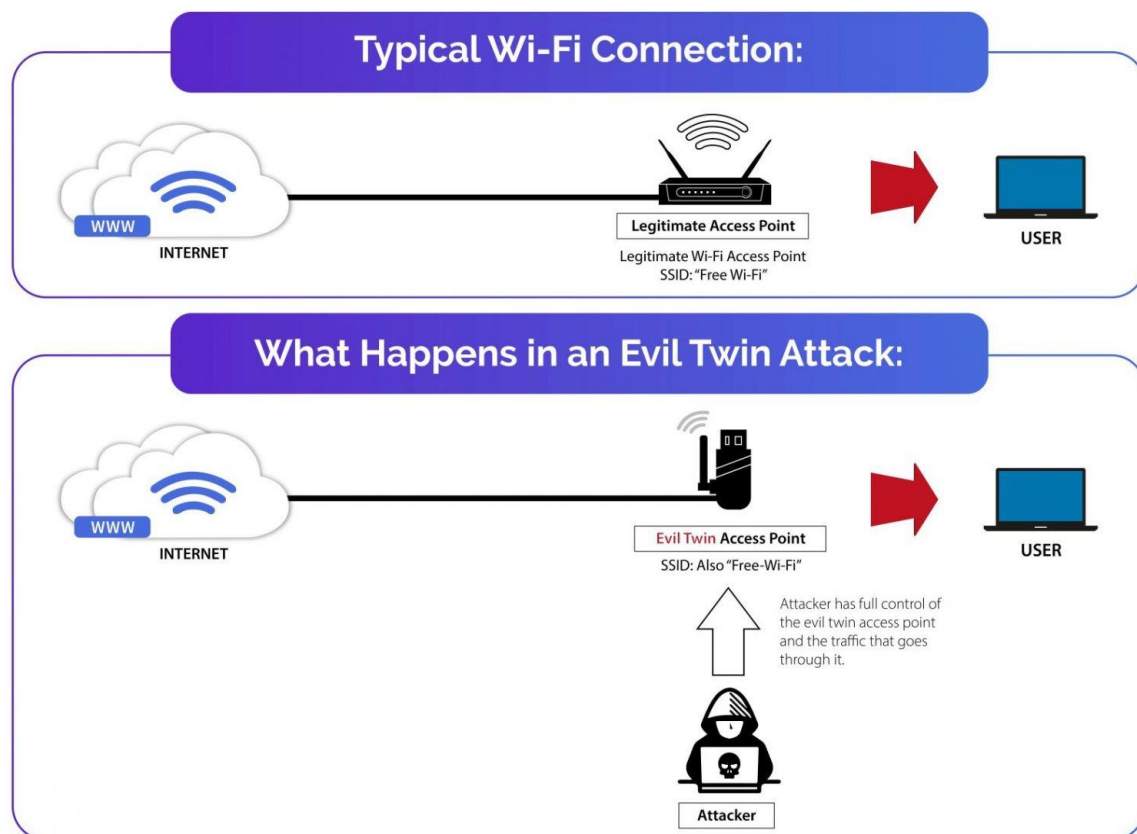 Typical Wi-Fi Connection:
WWW
INTERNET
Legitimate Access Point
Legitimate Wi-Fi Access Point
SSID: “Free Wi-Fi”
USER
What Happens in an Evil Twin Attack:
WWW
INTERNET
Evil Twin Access Point
SSID: Also “Free-Wi-Fi”
USER
Attacker has full control of
the evil twin access point
and the traffic that goes
through it.
Attacker